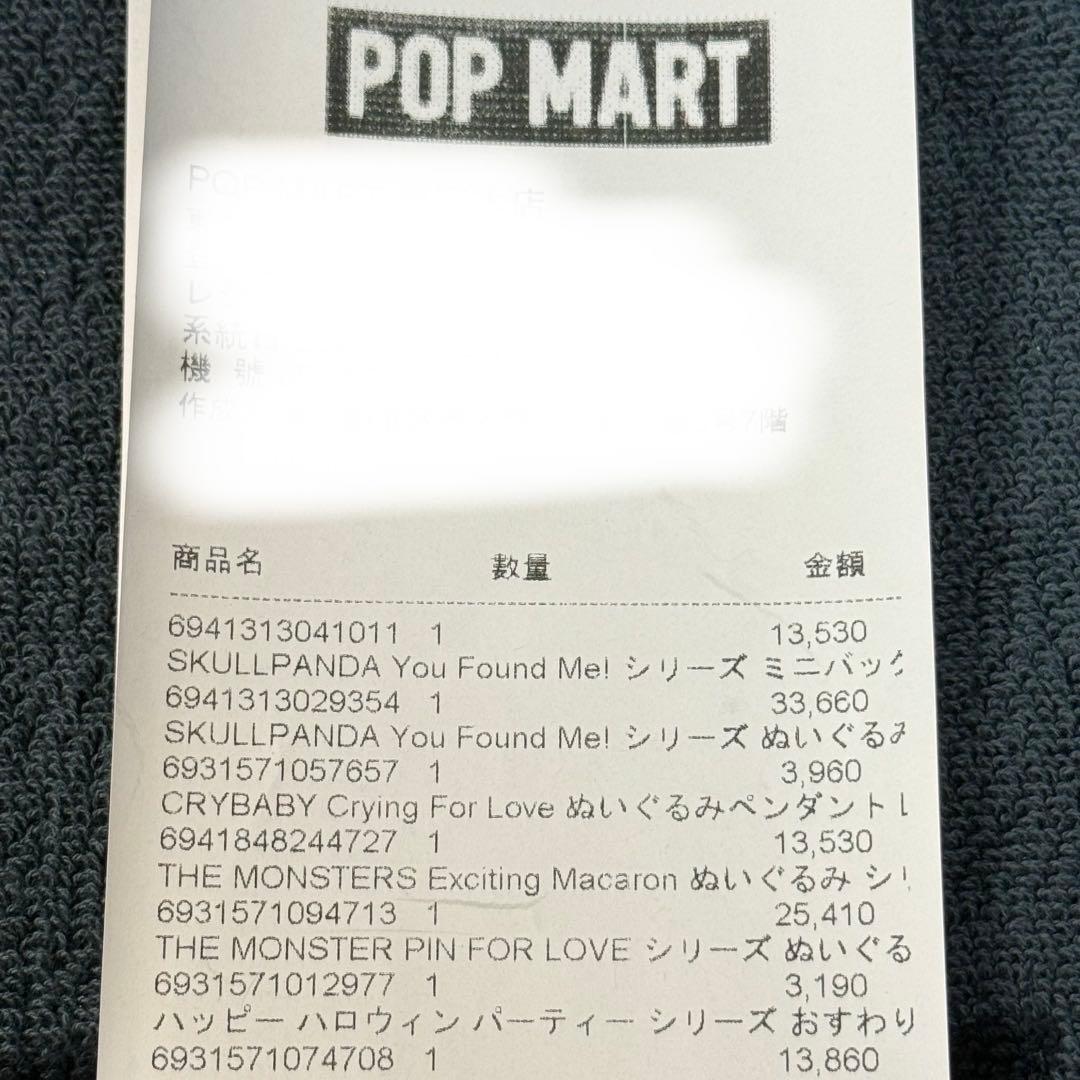 POP MART
機 號
商品名 數量 金額
6941313041011 1 13,530
SKULLPANDA You Found Me! シリーズ ミニバッグ
6941313029354 1 33,660
SKULLPANDA You Found Me! シリーズ ぬいぐるみ
6931571057657 1 3,960
CRYBABY Crying For Love ぬいぐるみペンダント
6941848244727 1 13,530
THE MONSTERS Exciting Macaron ぬいぐるみ シリ
6931571094713 1 25,410
THE MONSTER PIN FOR LOVE シリーズ ぬいぐる
6931571012977 1 3,190
ハッピー ハロウィン パーティー シリーズ おすわり
6931571074708 1 13,860